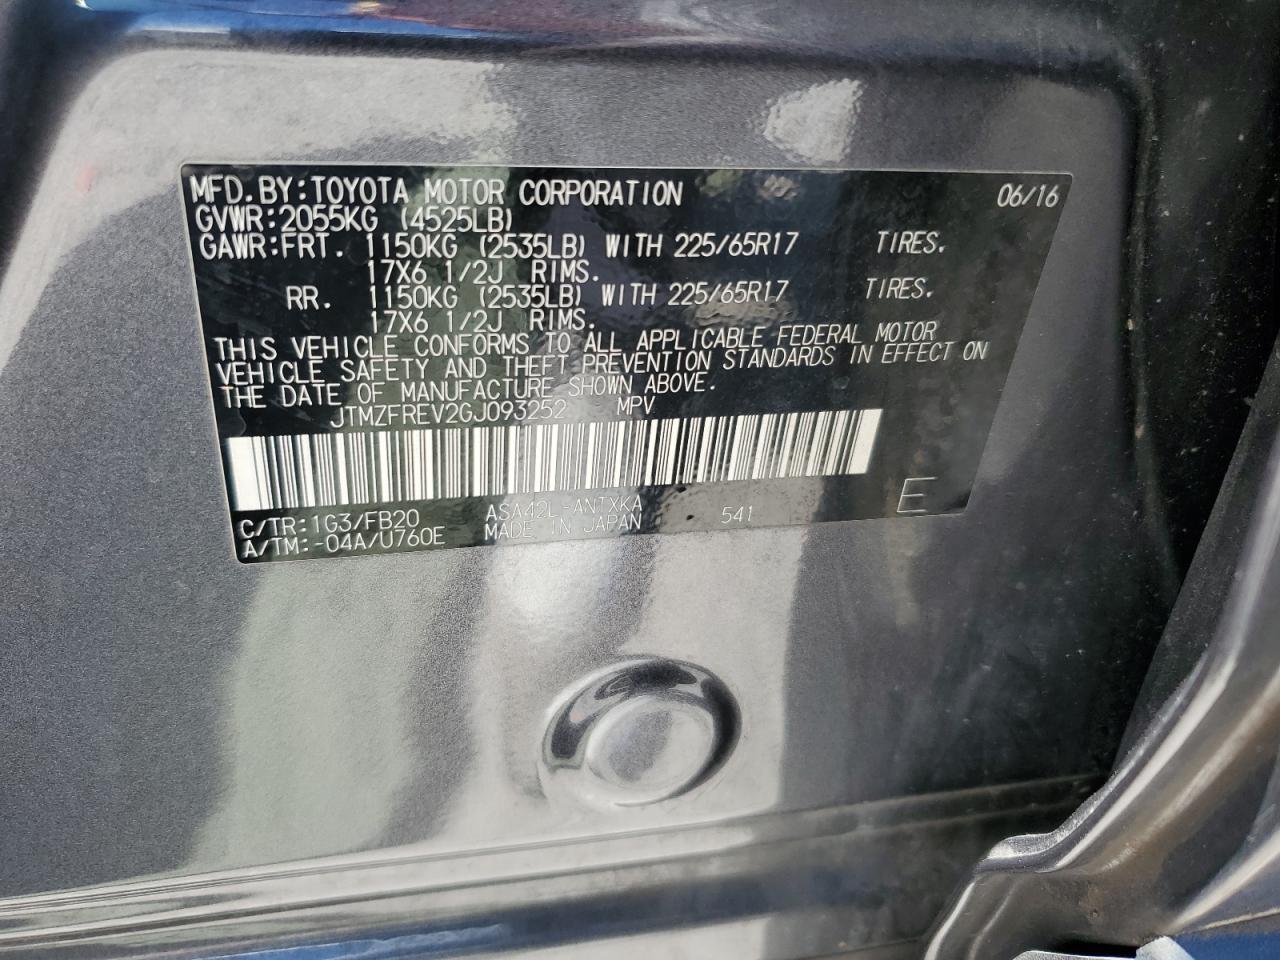 MFD.BY:TOYOTA MOTOR CORPORATION 06/16
GVWR:2055KG (4525LB)
GAWR:FRT. 1150KG (2535LB) WITH 225/65R17 TIRES.
17X6 1/2J RIMS.
RR. 1150KG (2535LB) WITH 225/65R17 TIRES.
17X6 1/2J RIMS.
THIS VEHICLE CONFORMS TO ALL APPLICABLE FEDERAL MOTOR
VEHICLE SAFETY AND THEFT PREVENTION STANDARDS IN EFFECT ON
THE DATE OF MANUFACTURE SHOWN ABOVE.
JTMZFREV2GJ093252 MPV
C/TR:1G3/FB20 ASA42L-ANTXKA 541 E
A/TM:-04A/U760E MADE IN JAPAN